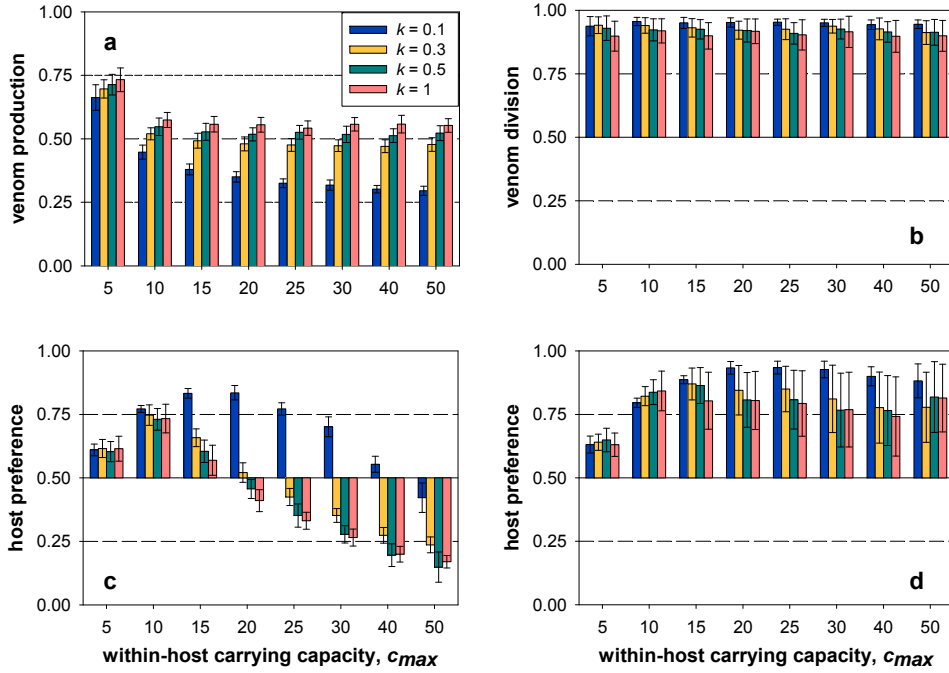 a
k = 0.1
k = 0.3
k = 0.5
k = 1
venom production
1.00
0.75
0.50
0.25
0.00
5 10 15 20 25 30 40 50
b
venom division
1.00
0.75
0.50
0.25
0.00
5 10 15 20 25 30 40 50
c
host preference
1.00
0.75
0.50
0.25
0.00
5 10 15 20 25 30 40 50
within-host carrying capacity, cmax
d
host preference
1.00
0.75
0.50
0.25
0.00
5 10 15 20 25 30 40 50
within-host carrying capacity, cmax